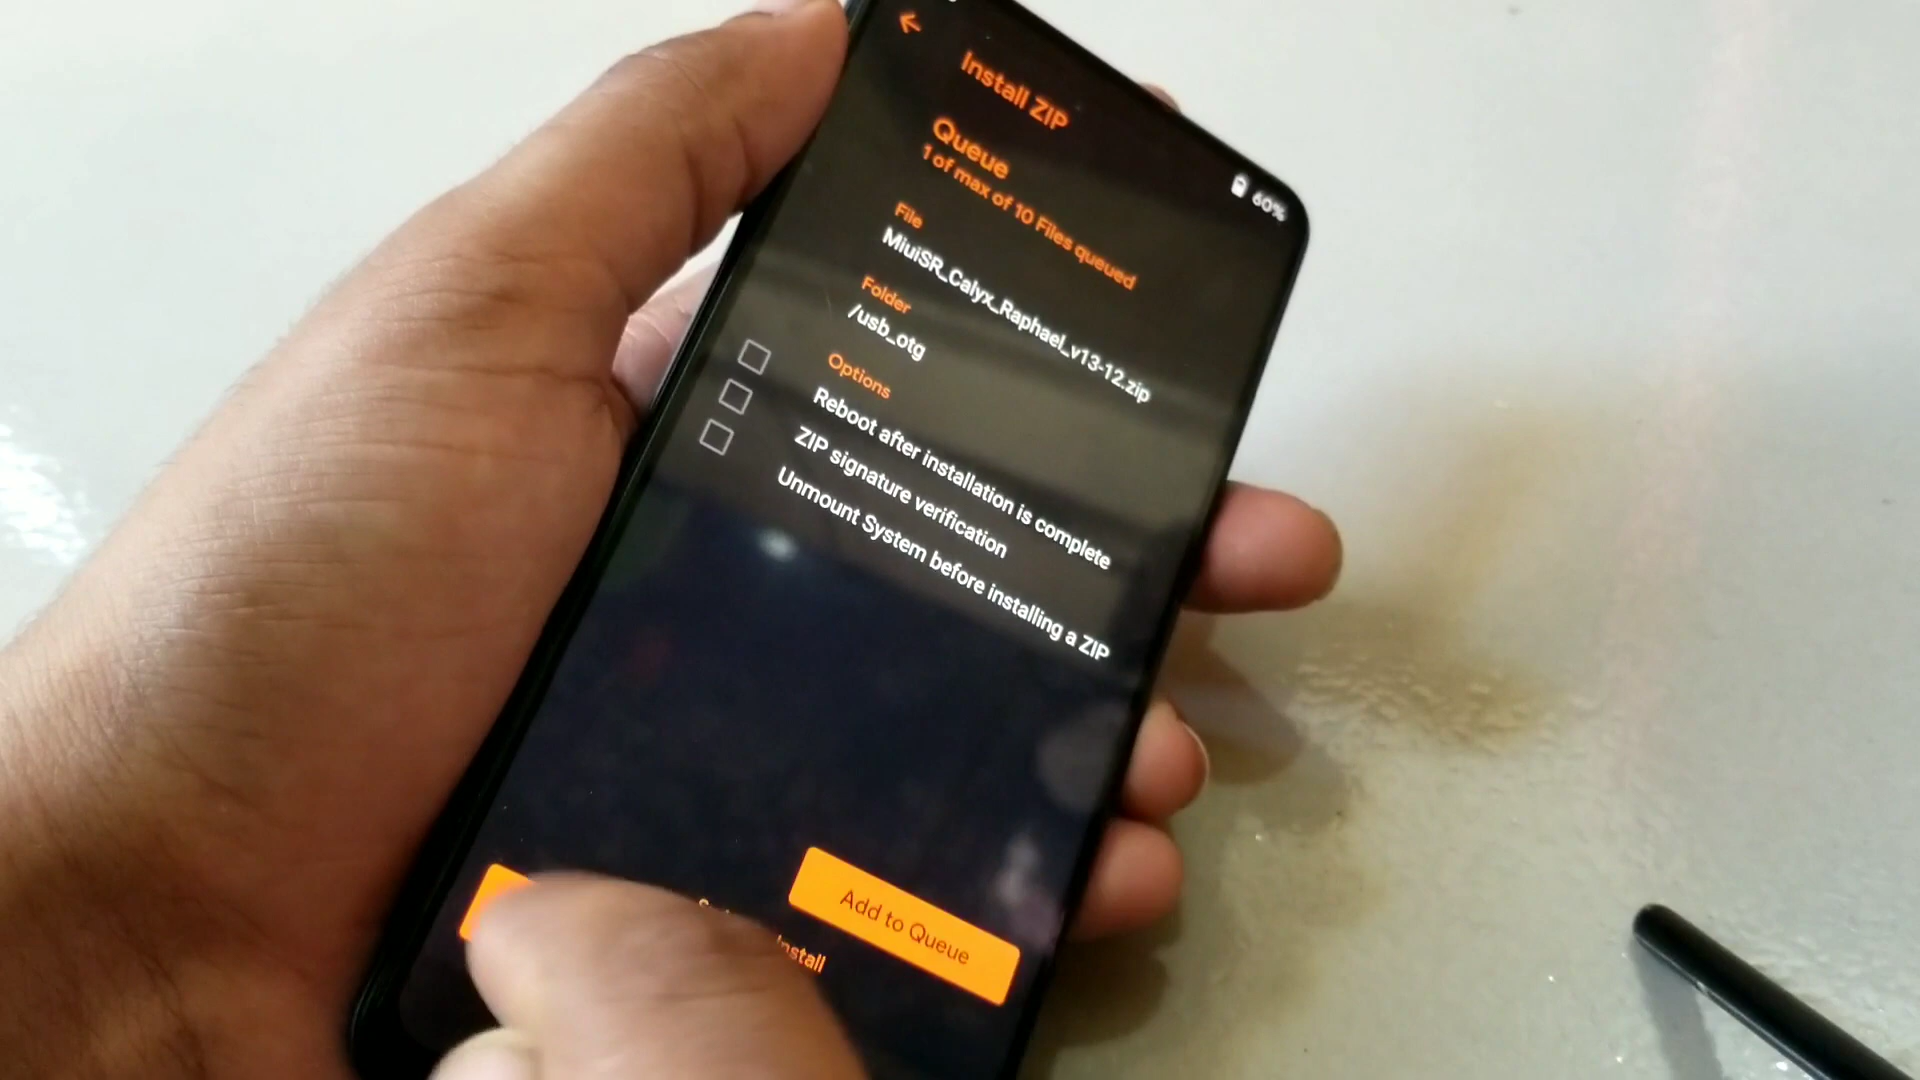 Install ZIP
60%
Queue
1 of max of 10 Files queued
File
MiuiSR_Calyx_Raphael_v13-12.zip
Folder
/usb_otg
Options
Reboot after installation is complete
ZIP signature verification
Unmount System before installing a ZIP
Add to Queue
Install